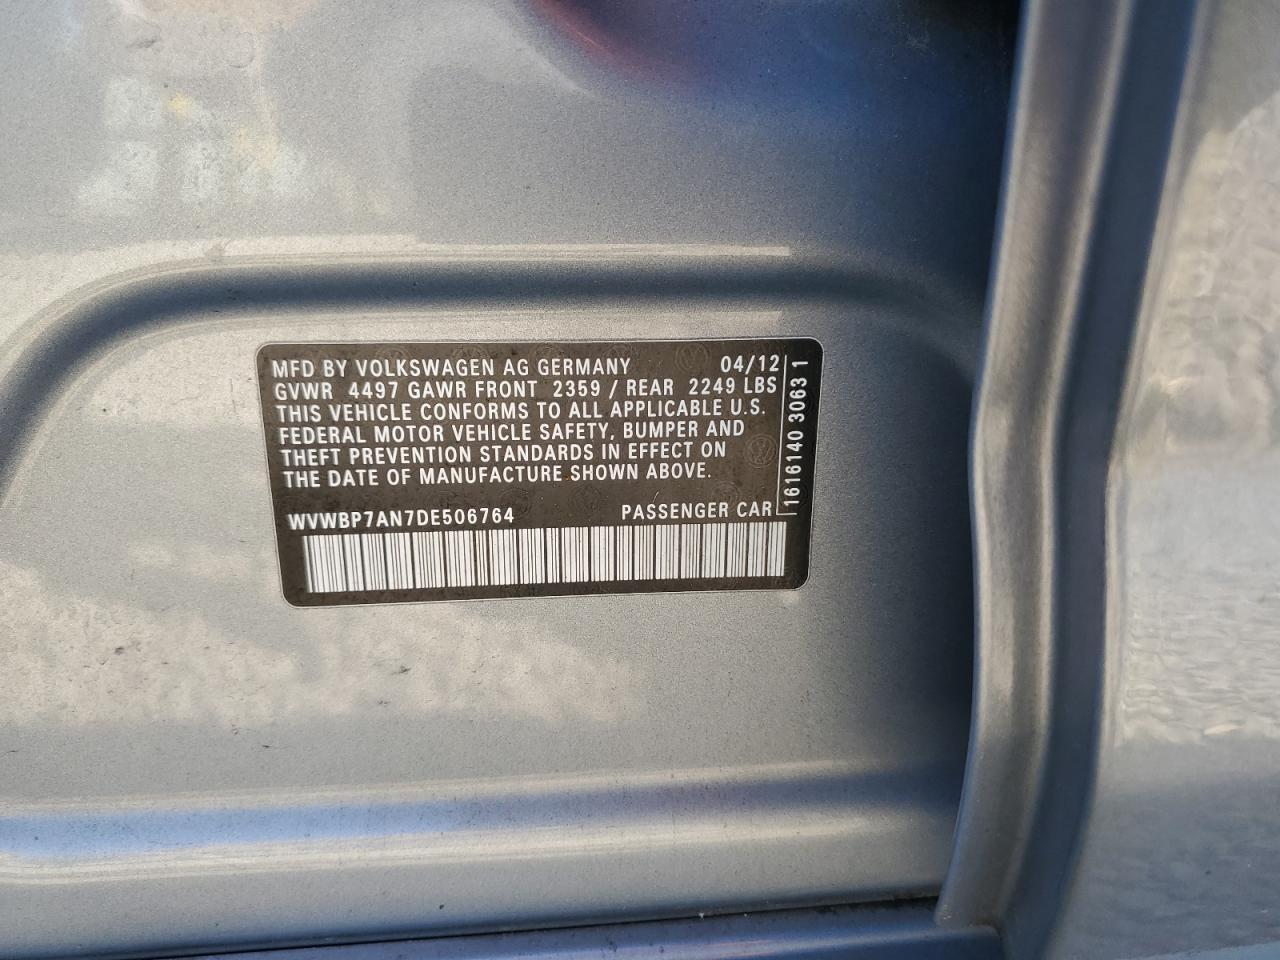 MFD BY VOLKSWAGEN AG GERMANY 04/12
GVWR 4497 GAWR FRONT 2359 / REAR 2249 LBS
THIS VEHICLE CONFORMS TO ALL APPLICABLE U.S.
FEDERAL MOTOR VEHICLE SAFETY, BUMPER AND
THEFT PREVENTION STANDARDS IN EFFECT ON
THE DATE OF MANUFACTURE SHOWN ABOVE.
WVWBP7AN7DE506764 PASSENGER CAR
1616140 3063 1